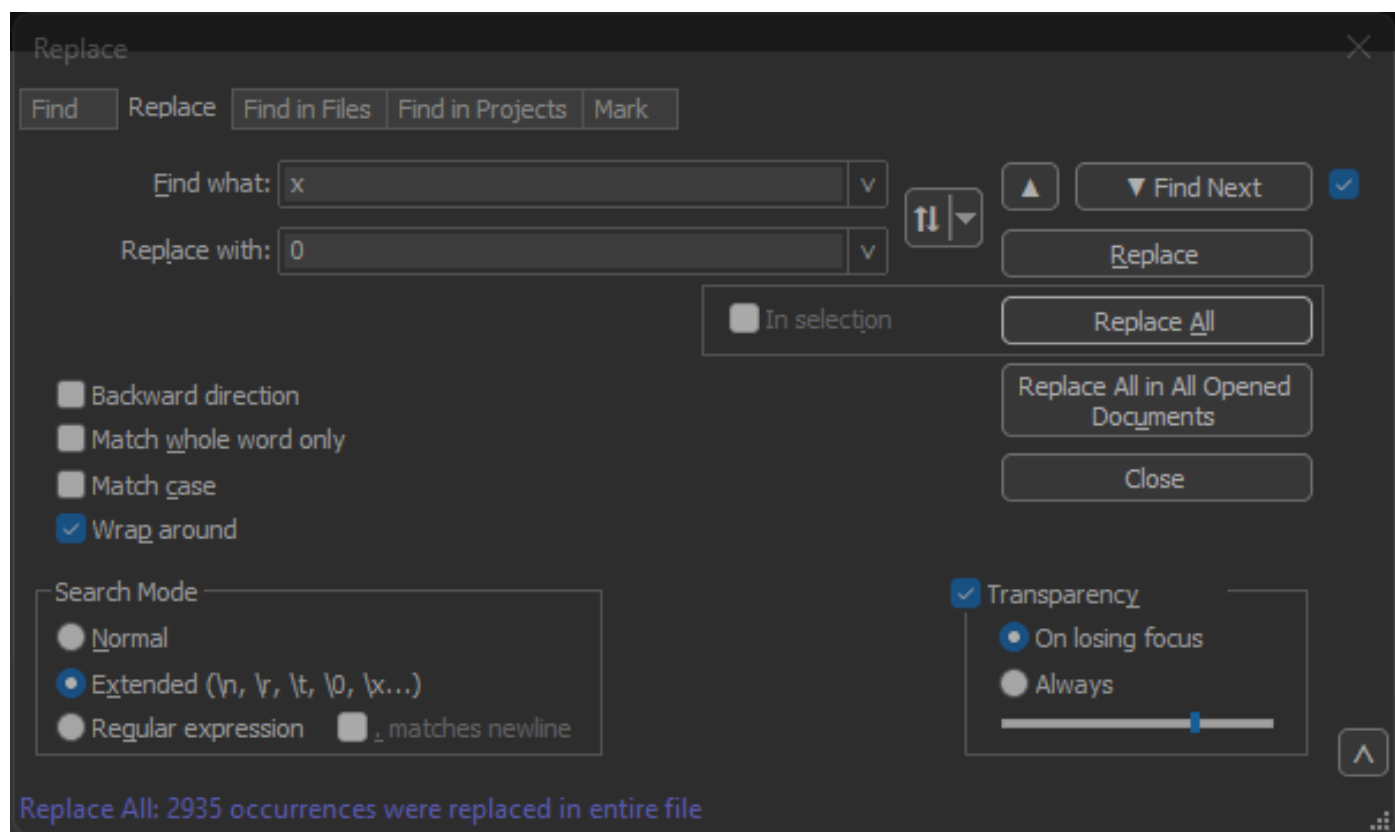 Replace
Find Replace Find in Files Find in Projects Mark
Find what: x
▼ Find Next
Replace with: 0
Replace
In selection
Replace All
Backward direction
Match whole word only
Match case
Wrap around
Replace All in All Opened
Documents
Close
Search Mode
Normal
Extended (\n, \r, \t, \0, \x...)
Regular expression . matches newline
Transparency
On losing focus
Always
Replace All: 2935 occurrences were replaced in entire file